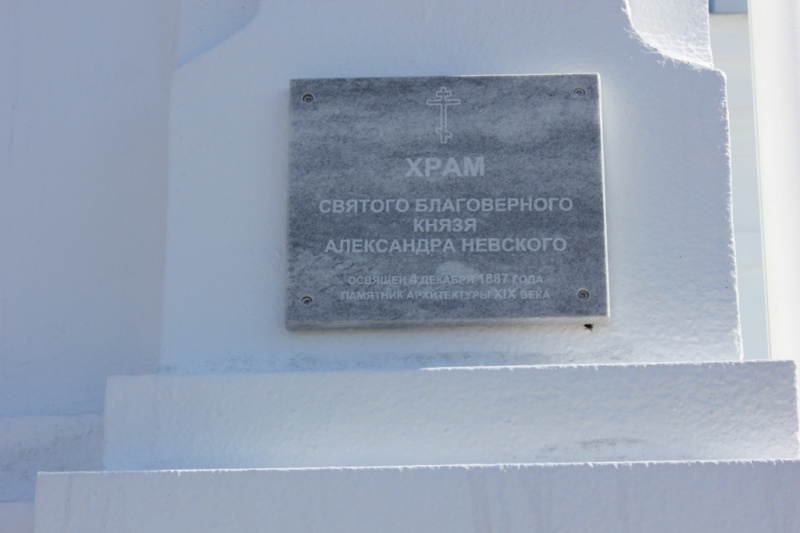 ХРАМ
СВЯТОГО БЛАГОВЕРНОГО
КНЯЗЯ
АЛЕКСАНДРА НЕВСКОГО
ОСВЯЩЕН 4 ДЕКАБРЯ 1887 ГОДА
ПАМЯТНИК АРХИТЕКТУРЫ XIX ВЕКА